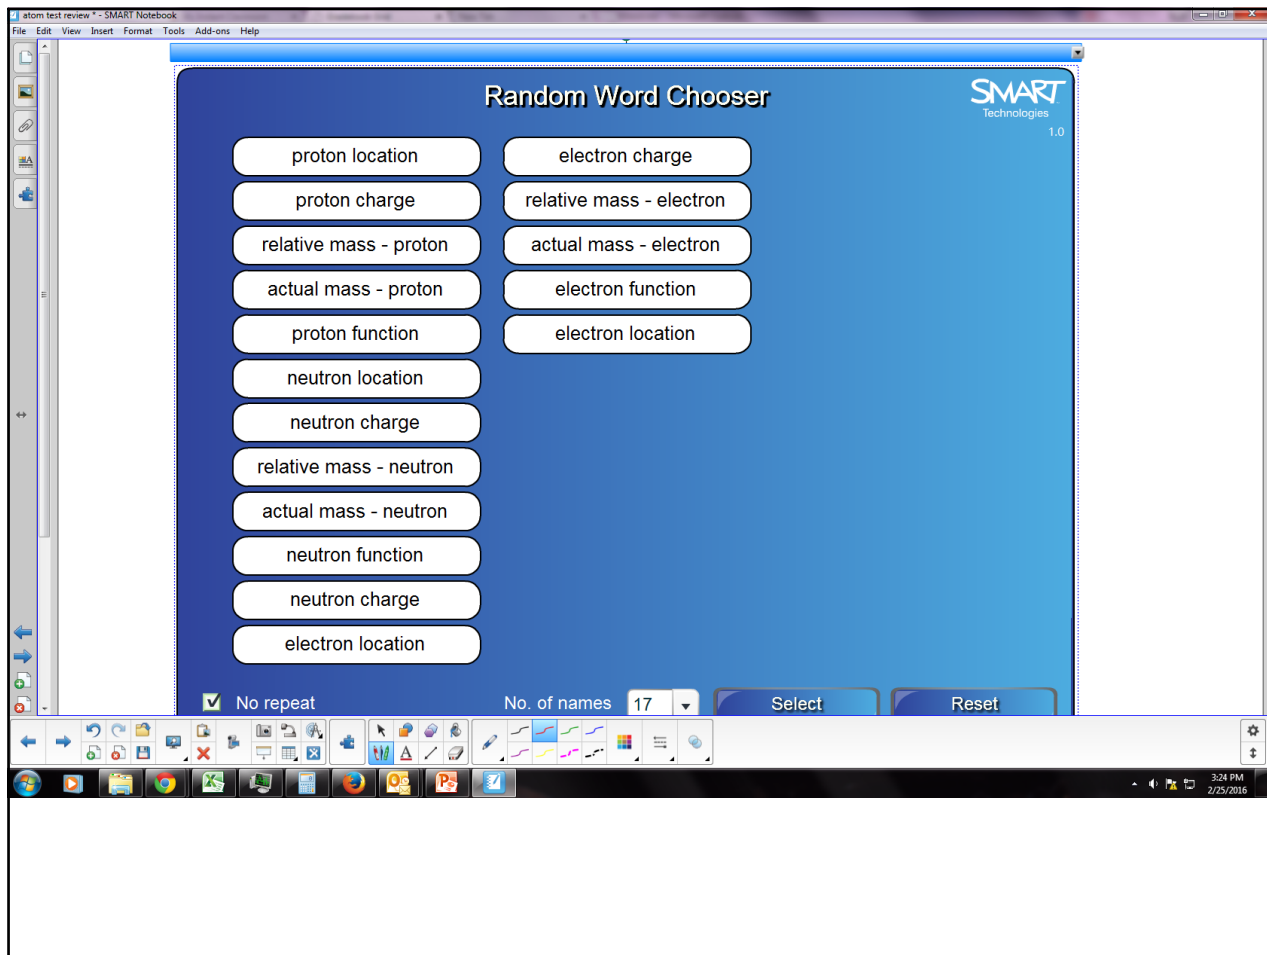 atom test review * - SMART Notebook
File Edit View Insert Format Tools Add-ons Help
Random Word Chooser
SMART
Technologies
1.0
proton location
proton charge
relative mass - proton
actual mass - proton
proton function
neutron location
neutron charge
relative mass - neutron
actual mass - neutron
neutron function
neutron charge
electron location
electron charge
relative mass - electron
actual mass - electron
electron function
electron location
No repeat
No. of names 17
Select
Reset
3:24 PM
2/25/2016